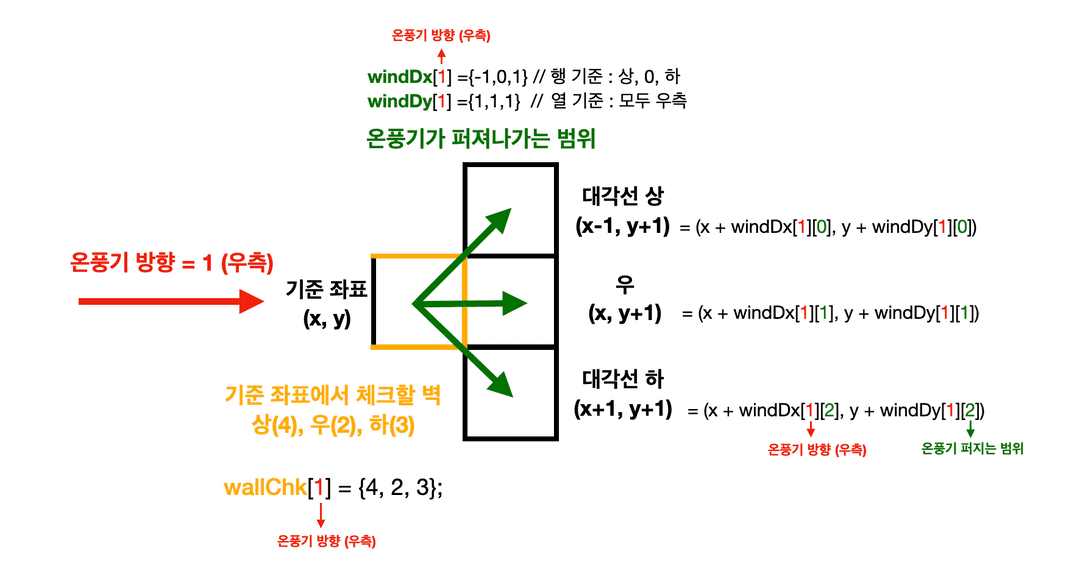 온풍기 방향 (우측)
windDx[1] ={-1,0,1} // 행 기준 : 상, 0, 하
windDy[1] ={1,1,1} // 열 기준 : 모두 우측
온풍기가 퍼져나가는 범위
대각선 상
(x-1, y+1) = (x + windDx[1][0], y + windDy[1][0])
온풍기 방향 = 1 (우측)
기준 좌표
(x, y)
우
(x, y+1) = (x + windDx[1][1], y + windDy[1][1])
대각선 하
(x+1, y+1) = (x + windDx[1][2], y + windDy[1][2])
온풍기 방향 (우측) 온풍기 퍼지는 범위
기준 좌표에서 체크할 벽
상(4), 우(2), 하(3)
wallChk[1] = {4, 2, 3};
온풍기 방향 (우측)